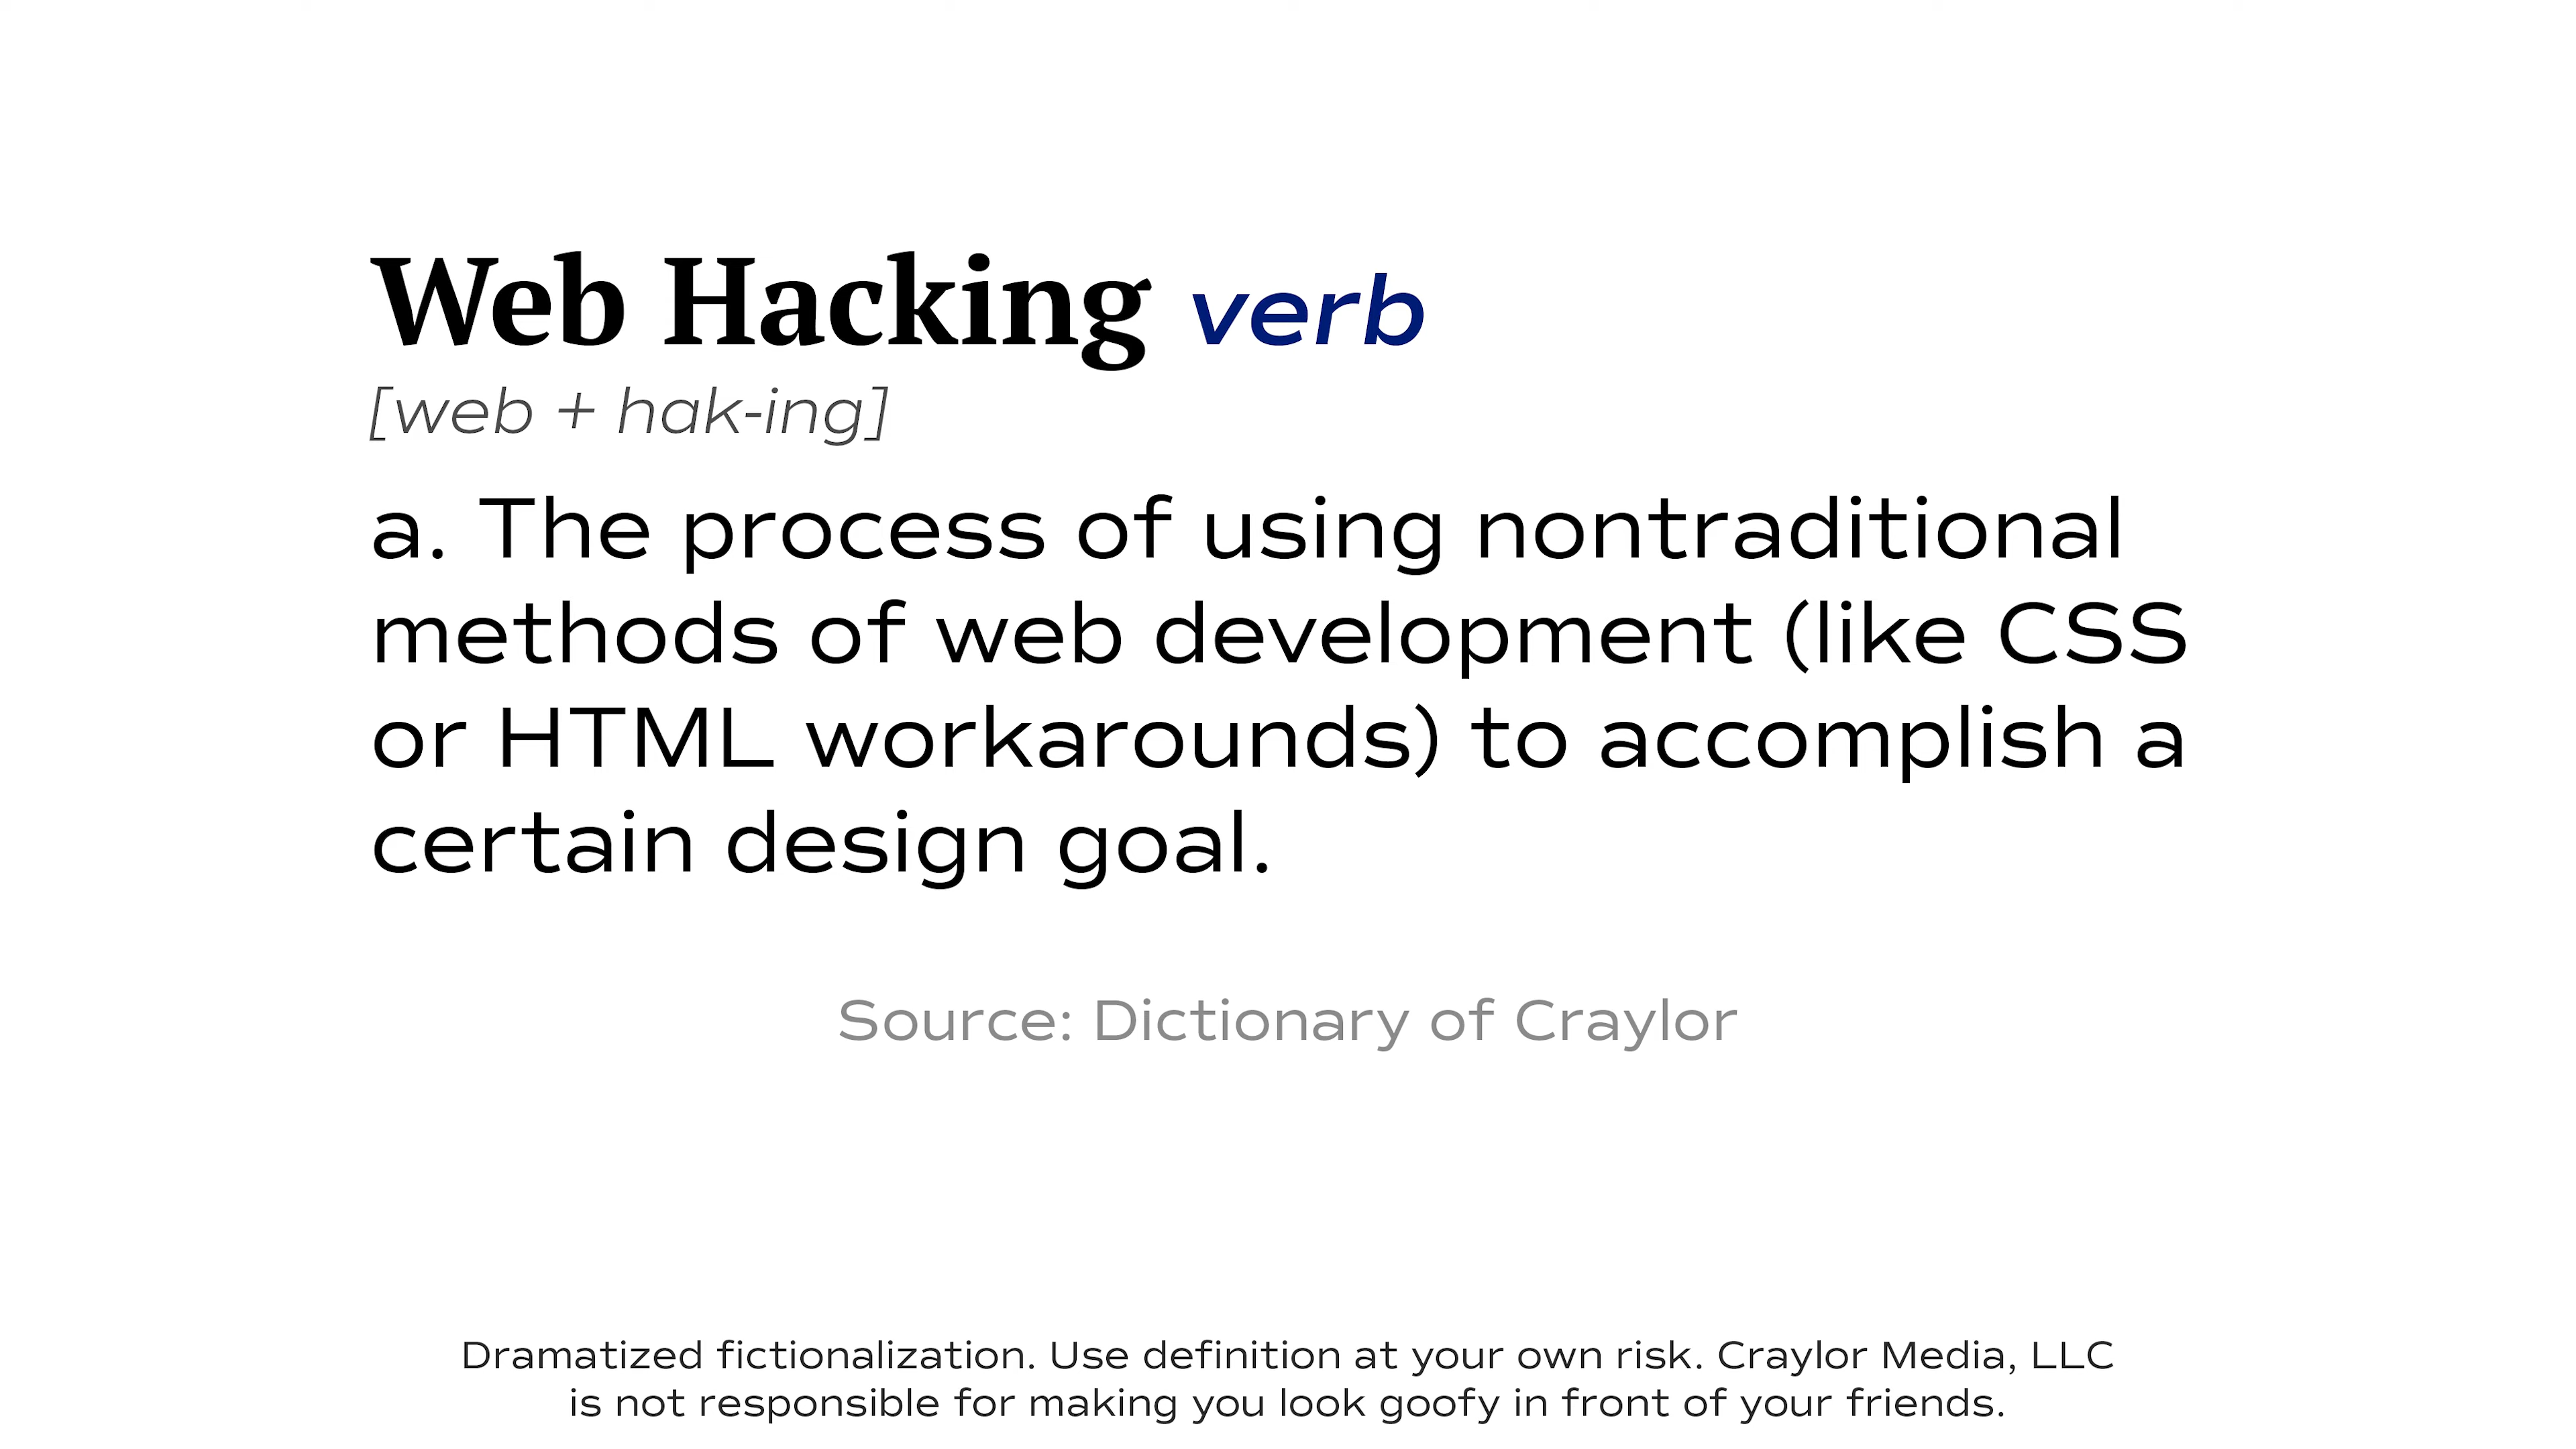 Web Hacking verb
[web + hak-ing]
a. The process of using nontraditional
methods of web development (like CSS
or HTML workarounds) to accomplish a
certain design goal.
Source: Dictionary of Craylor
Dramatized fictionalization. Use definition at your own risk. Craylor Media, LLC
is not responsible for making you look goofy in front of your friends.